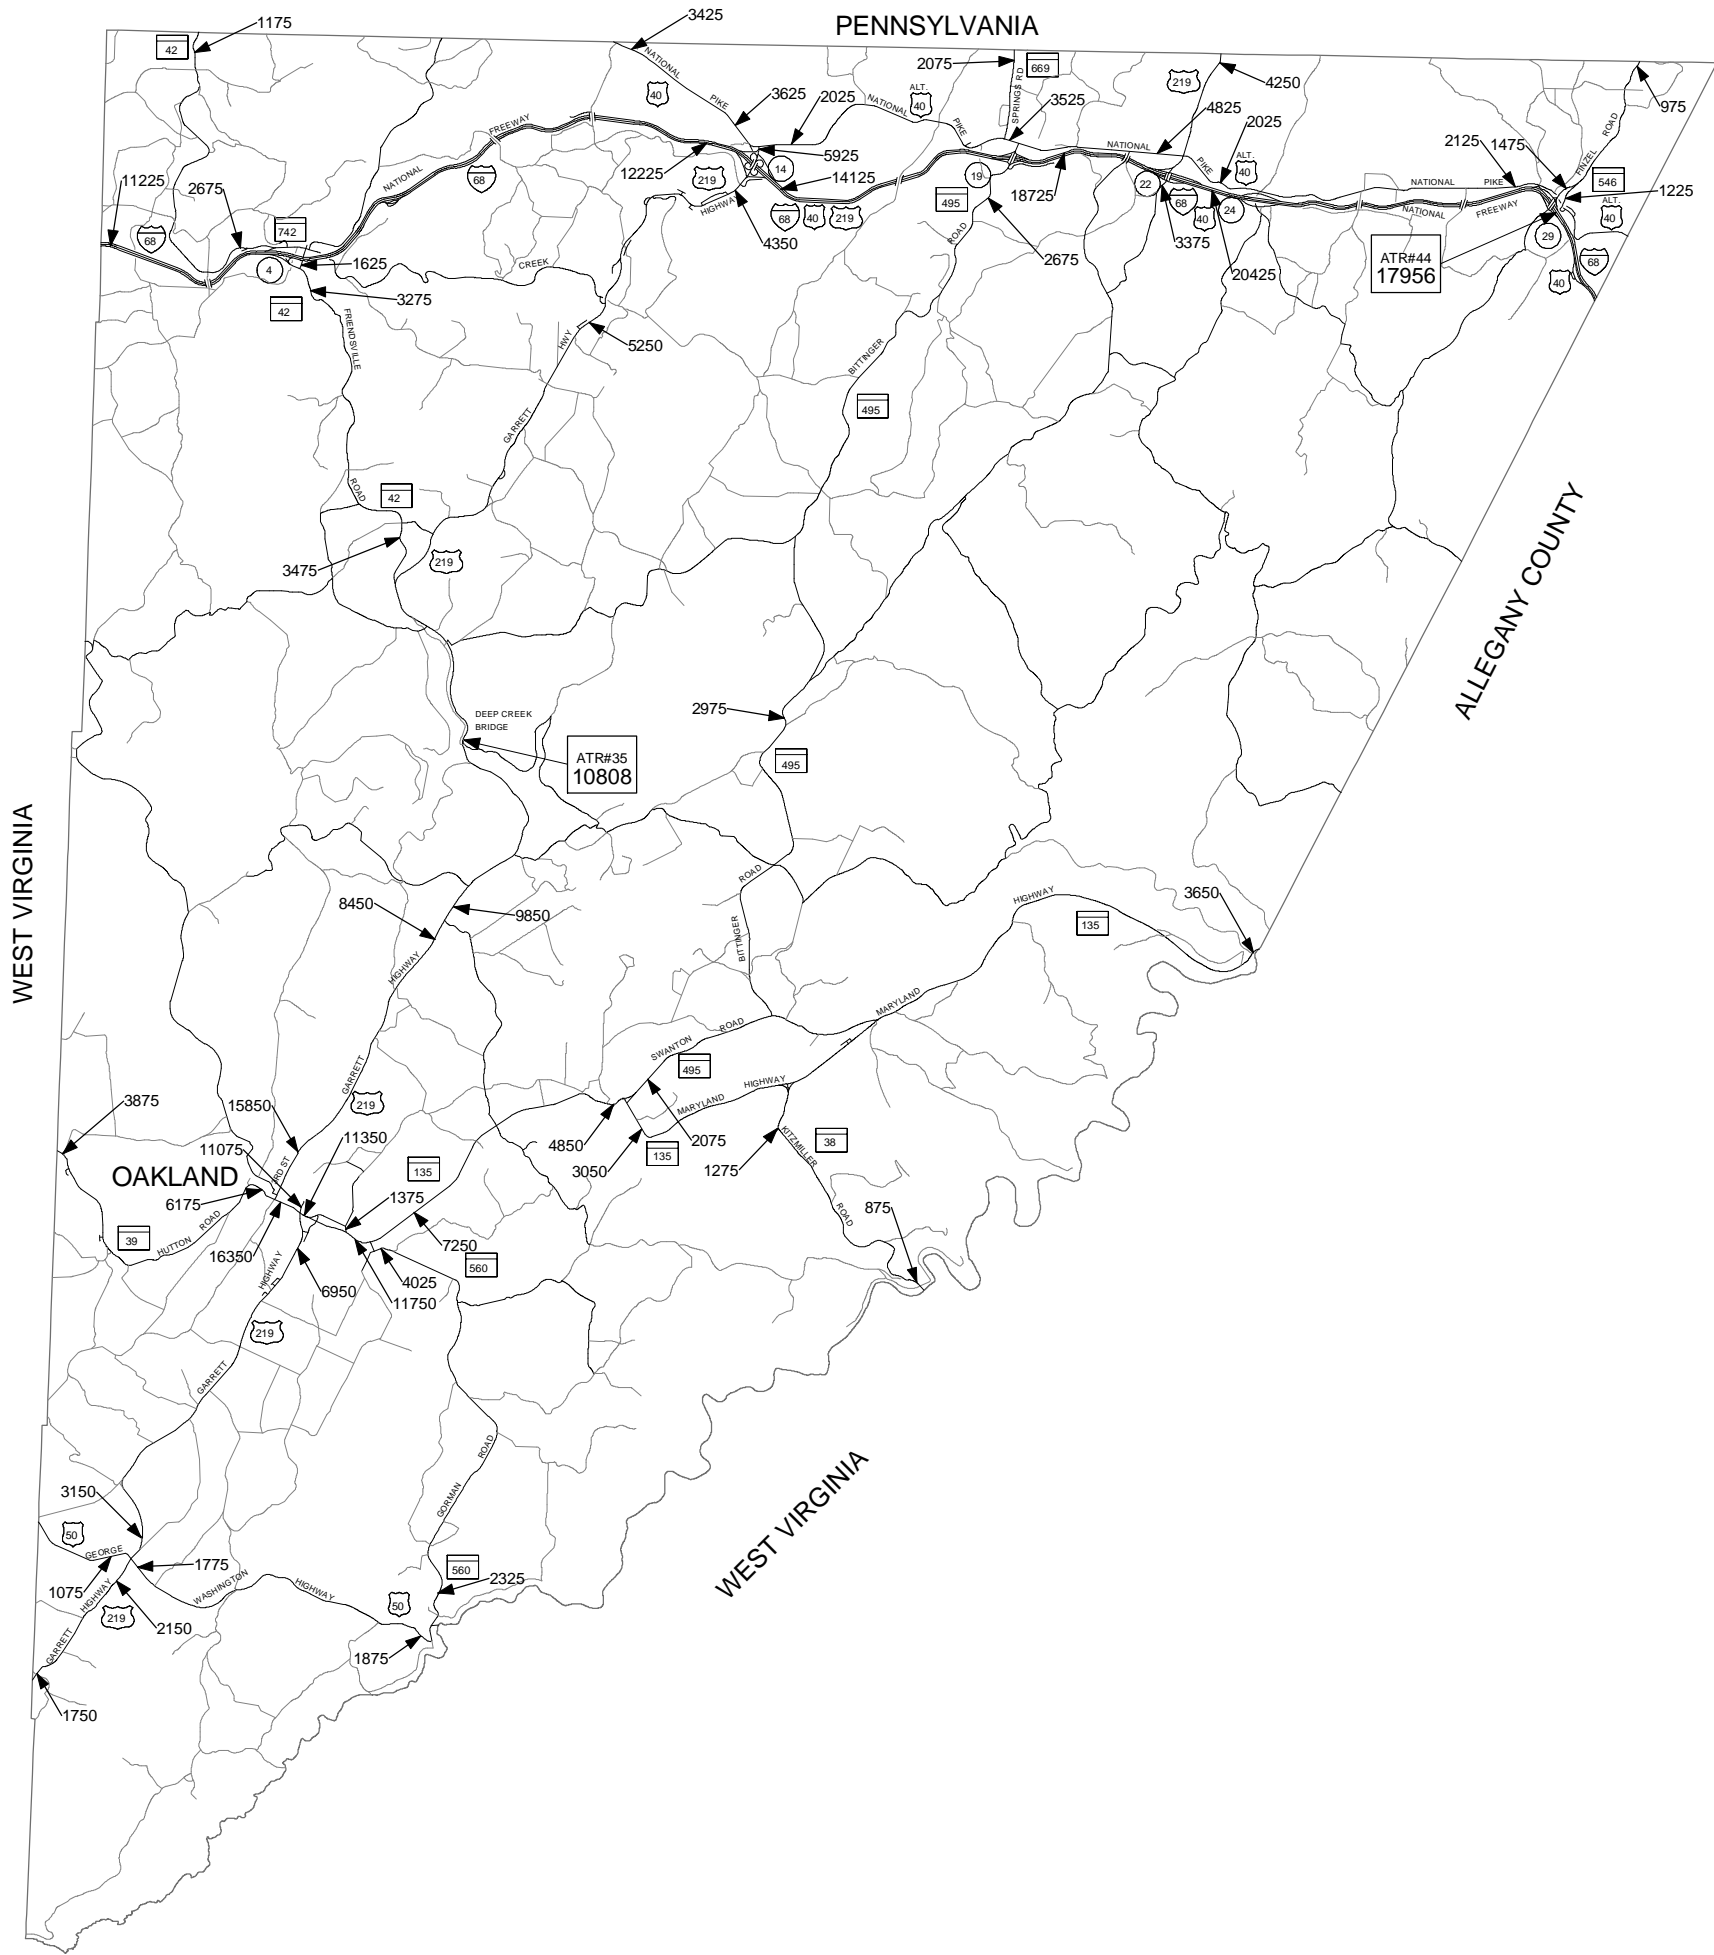 PENNSYLVANIA
1175
3425
42
NATIONAL
2075
669
219
4250
40
PIKE
3625
2025
NATIONAL
ALT.
40
SPRINGS RD
3525
4825
2025
975
FREEWAY
PIKE
NATIONAL
PIKE
ALT.
40
2125
1475
ROAD
FINZEL
5925
14
14125
12225
11225
2675
NATIONAL
68
219
HIGHWAY
68
40
219
19
495
18725
22
68
40
24
NATIONAL
PIKE
NATIONAL
FREEWAY
546
1225
ALT.
40
68
742
4350
ROAD
2675
3375
20425
ATR#44
17956
29
68
40
4
1625
CREEK
3275
42
FRIENDSVILLE
HWY
5250
BITTINGER
495
GARRETT
ROAD
42
3475
219
ALLEGANY COUNTY
2975
DEEP CREEK
BRIDGE
ATR#35
10808
495
WEST VIRGINIA
ROAD
BITTINGER
8450
9850
HIGHWAY
HIGHWAY
135
3650
MARYLAND
SWANTON
ROAD
495
GARRETT
219
HIGHWAY
MARYLAND
3875
15850
11350
11075
4850
2075
3050
135
KITZMILLER
38
1275
OAKLAND
3RD ST
135
6175
1375
ROAD
875
39
HUTTON
ROAD
16350
HIGHWAY
7250
560
4025
6950
11750
219
GARRETT
ROAD
GORMAN
WEST VIRGINIA
3150
50
GEORGE
1775
1075
HIGHWAY
WASHINGTON
HIGHWAY
560
2325
219
2150
50
GARRETT
1875
1750